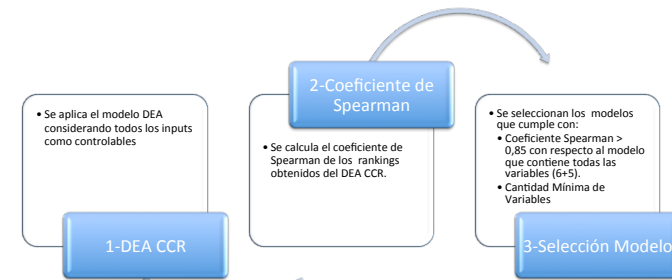 • Se aplica el modelo DEA
considerando todos los inputs
como controlables
1-DEA CCR
2-Coeficiente de
Spearman
• Se calcula el coeficiente de
Spearman de los rankings
obtenidos del DEA CCR.
• Se seleccionan los modelos
que cumple con:
• Coeficiente Spearman >
0,85 con respecto al modelo
que contiene todas las
variables (6+5).
• Cantidad Mínima de
Variables
3-Selección Modelo